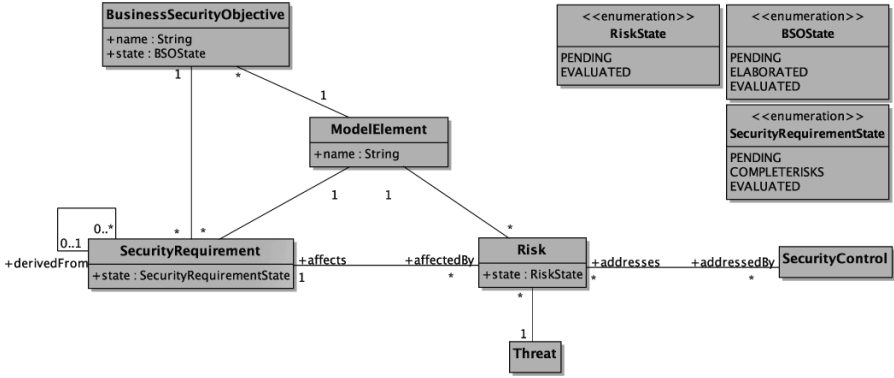 BusinessSecurityObjective
+name : String
+state : BSOState
<<enumeration>>
RiskState
PENDING
EVALUATED
<<enumeration>>
BSOState
PENDING
ELABORATED
EVALUATED
<<enumeration>>
SecurityRequirementState
PENDING
COMPLETERISKS
EVALUATED
1
*
1
ModelElement
+name : String
1
1
*
*
*
0..*
0..1
+derivedFrom
SecurityRequirement
+state : SecurityRequirementState
+affects
1
+affectedBy
*
Risk
+state : RiskState
+addresses
*
+addressedBy
*
SecurityControl
*
1
Threat